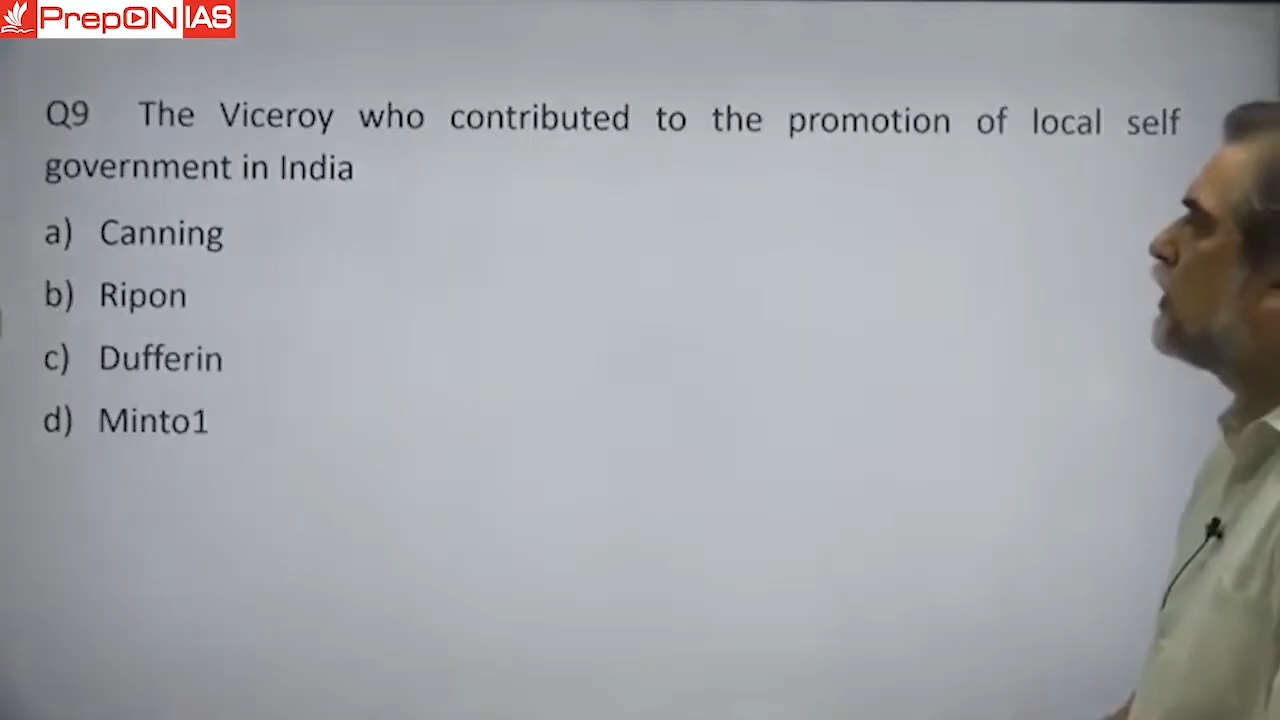 PrepON IAS
Q9 The Viceroy who contributed to the promotion of local self
government in India
a) Canning
b) Ripon
c) Dufferin
d) Minto1